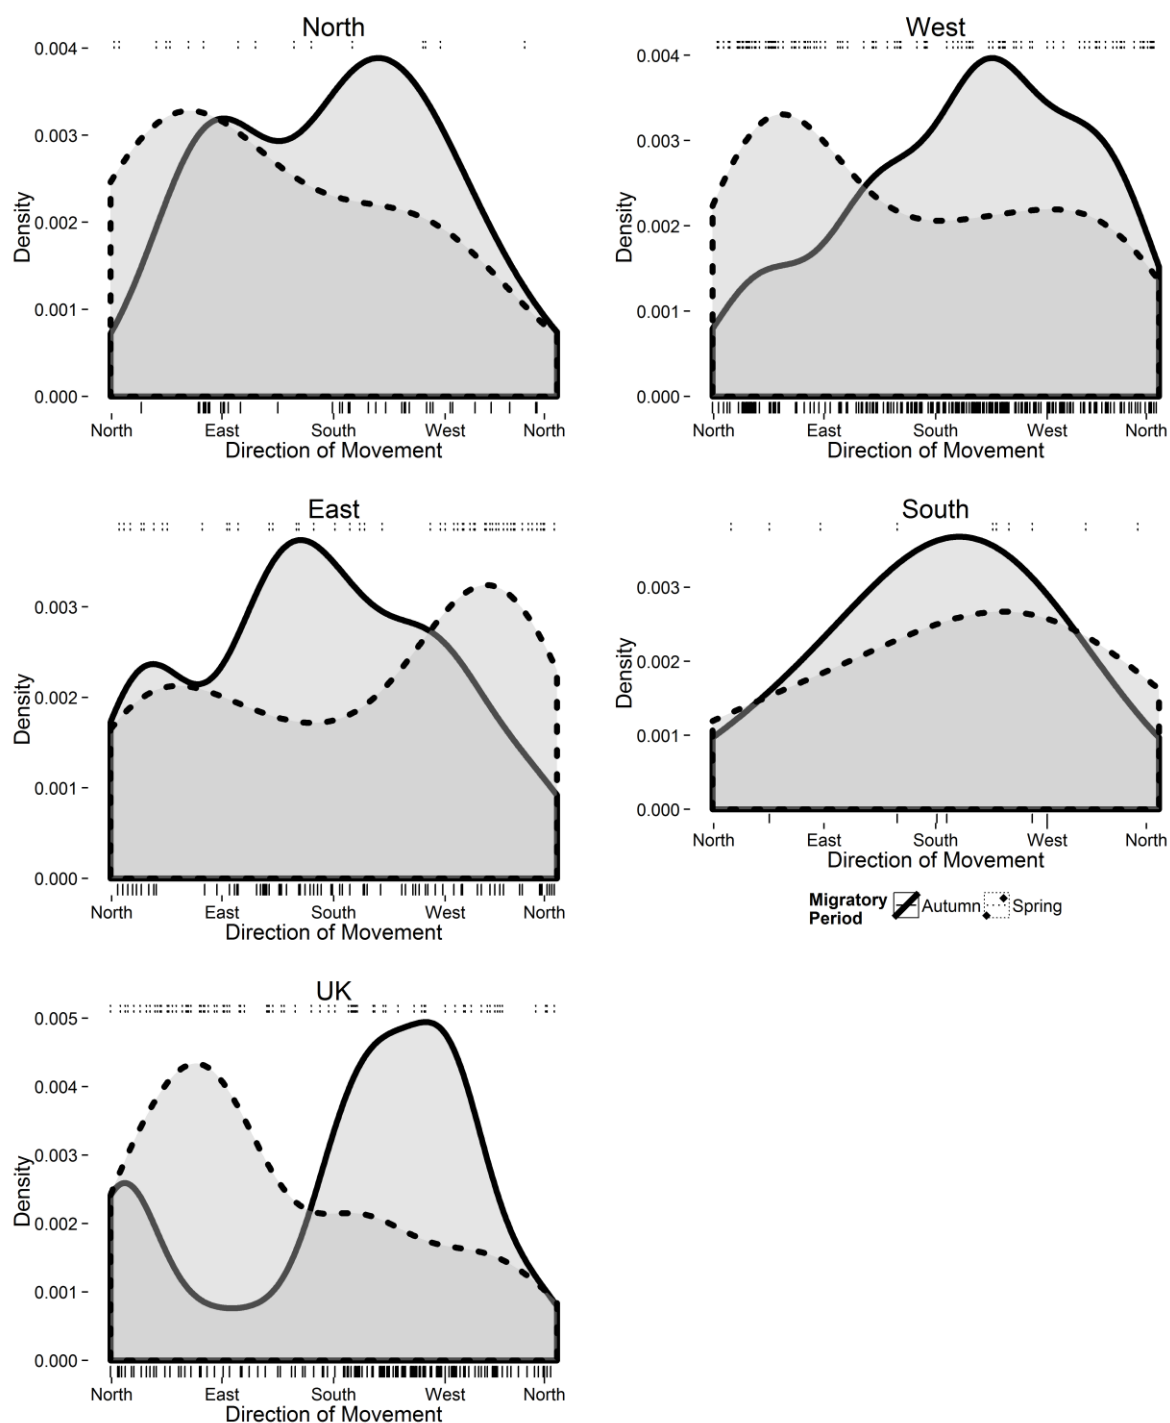 North
0.004
0.003
0.002
0.001
0.000
Density
North East South West North
Direction of Movement
West
0.004
0.003
0.002
0.001
0.000
Density
North East South West North
Direction of Movement
East
0.003
0.002
0.001
0.000
Density
North East South West North
Direction of Movement
South
0.003
0.002
0.001
0.000
Density
North East South West North
Direction of Movement
Migratory
Period
Autumn Spring
UK
0.005
0.004
0.003
0.002
0.001
0.000
Density
North East South West North
Direction of Movement